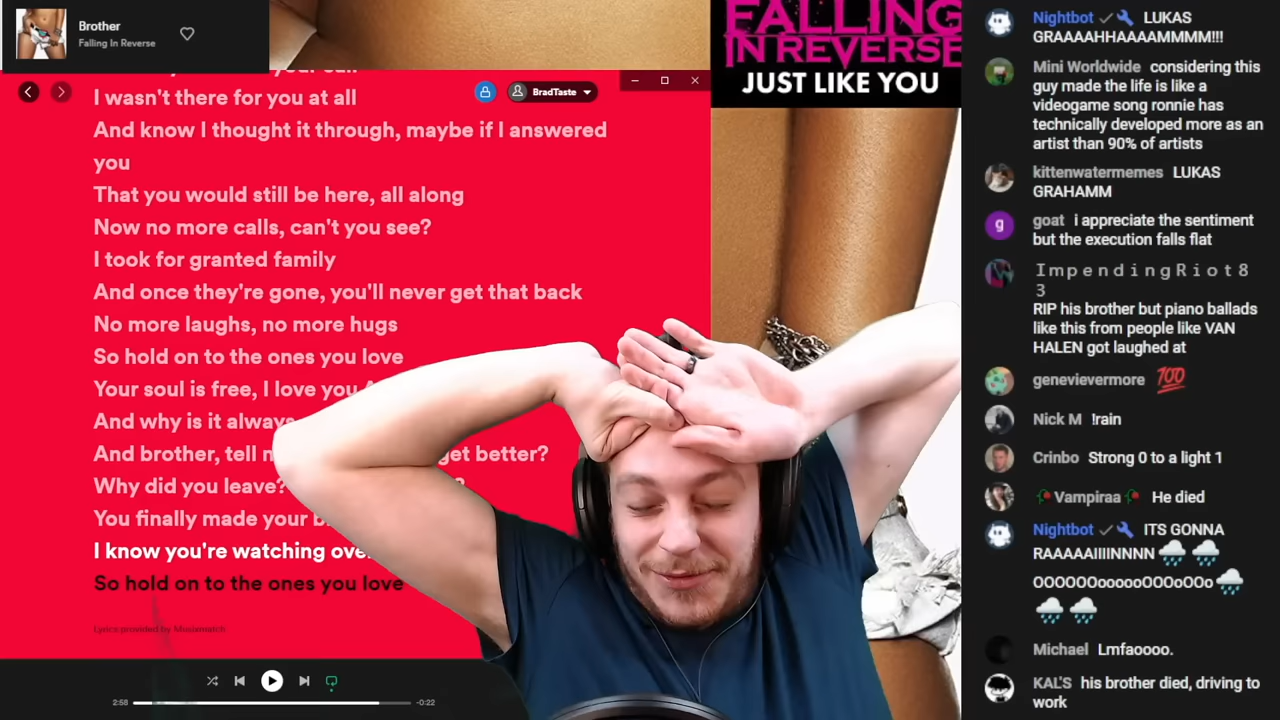 Brother
Falling In Reverse
BradTaste
I wasn't there for you at all
And know I thought it through, maybe if I answered
you
That you would still be here, all along
Now no more calls, can't you see?
I took for granted family
And once they're gone, you'll never get that back
No more laughs, no more hugs
So hold on to the ones you love
Your soul is free, I love you
And why is it always
And brother, tell get better?
Why did you leave?
You finally made your
I know you're watching over
So hold on to the ones you love
Lyrics provided by Musixmatch
2:58
-0:22
FALLING
IN REVERSE
JUST LIKE YOU
Nightbot LUKAS
GRAAAAHHAAAAMMMM!!!
Mini Worldwide considering this
guy made the life is like a
videogame song ronnie has
technically developed more as an
artist than 90% of artists
kittenwatermemes LUKAS
GRAHAMM
g
goat i appreciate the sentiment
but the execution falls flat
ImpendingRiot8
3
RIP his brother but piano ballads
like this from people like VAN
HALEN got laughed at
genevievermore 💯
Nick M !rain
Crinbo Strong 0 to a light 1
🥀Vampiraa🥀 He died
Nightbot ITS GONNA
RAAAAAIIIINNNN 🌧️ 🌧️
OOOOOOoooooOOOoOOo 🌧️
🌧️ 🌧️
Michael Lmfaoooo.
KAL'S his brother died, driving to
work